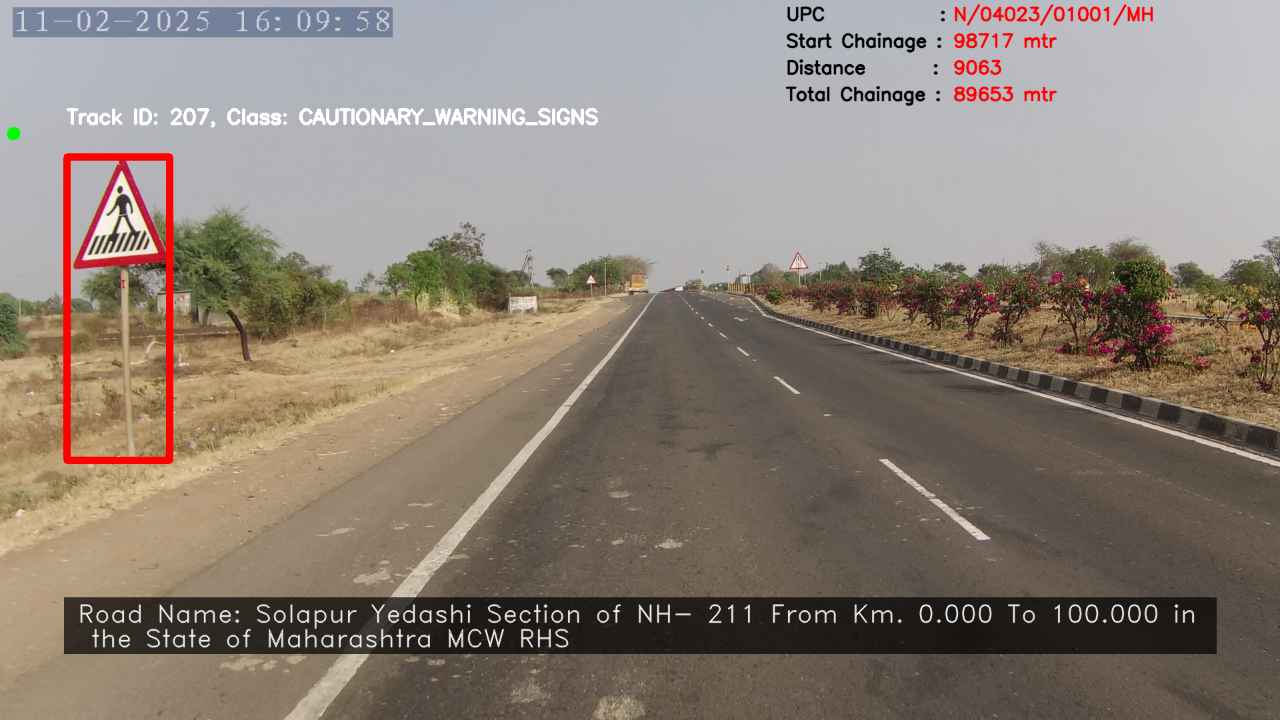 11-02-2025 16:09:58
UPC : N/04023/01001/MH
Start Chainage : 98717 mtr
Distance : 9063
Total Chainage : 89653 mtr
Track ID: 207, Class: CAUTIONARY_WARNING_SIGNS
Road Name: Solapur Yedashi Section of NH- 211 From Km. 0.000 To 100.000 in
the State of Maharashtra MCW RHS